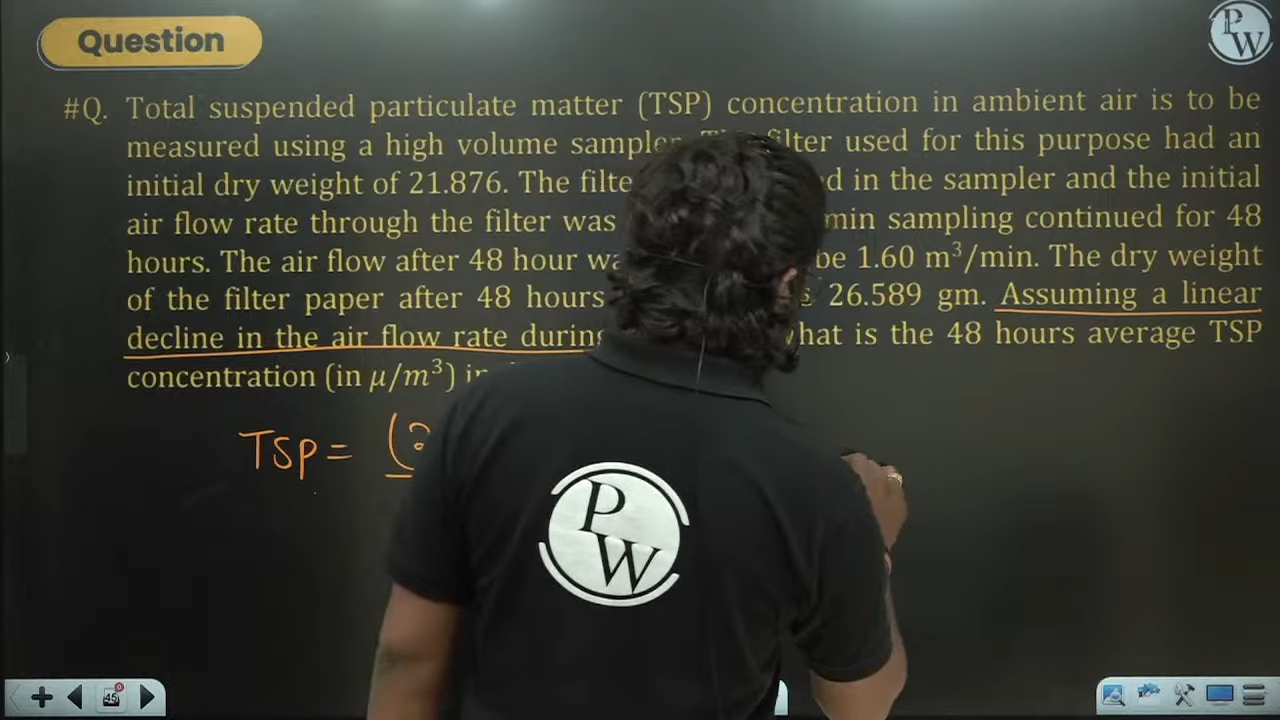 Question
PW
#Q. Total suspended particulate matter (TSP) concentration in ambient air is to be
measured using a high volume sampler. filter used for this purpose had an
initial dry weight of 21.876. The in the sampler and the initial
air flow rate through the filter was min sampling continued for 48
hours. The air flow after 48 hour be 1.60 m³/min. The dry weight
of the filter paper after 48 hours 26.589 gm. Assuming a linear
decline in the air flow rate what is the 48 hours average TSP
concentration (in μ/m³)
TSP = (
PW
45